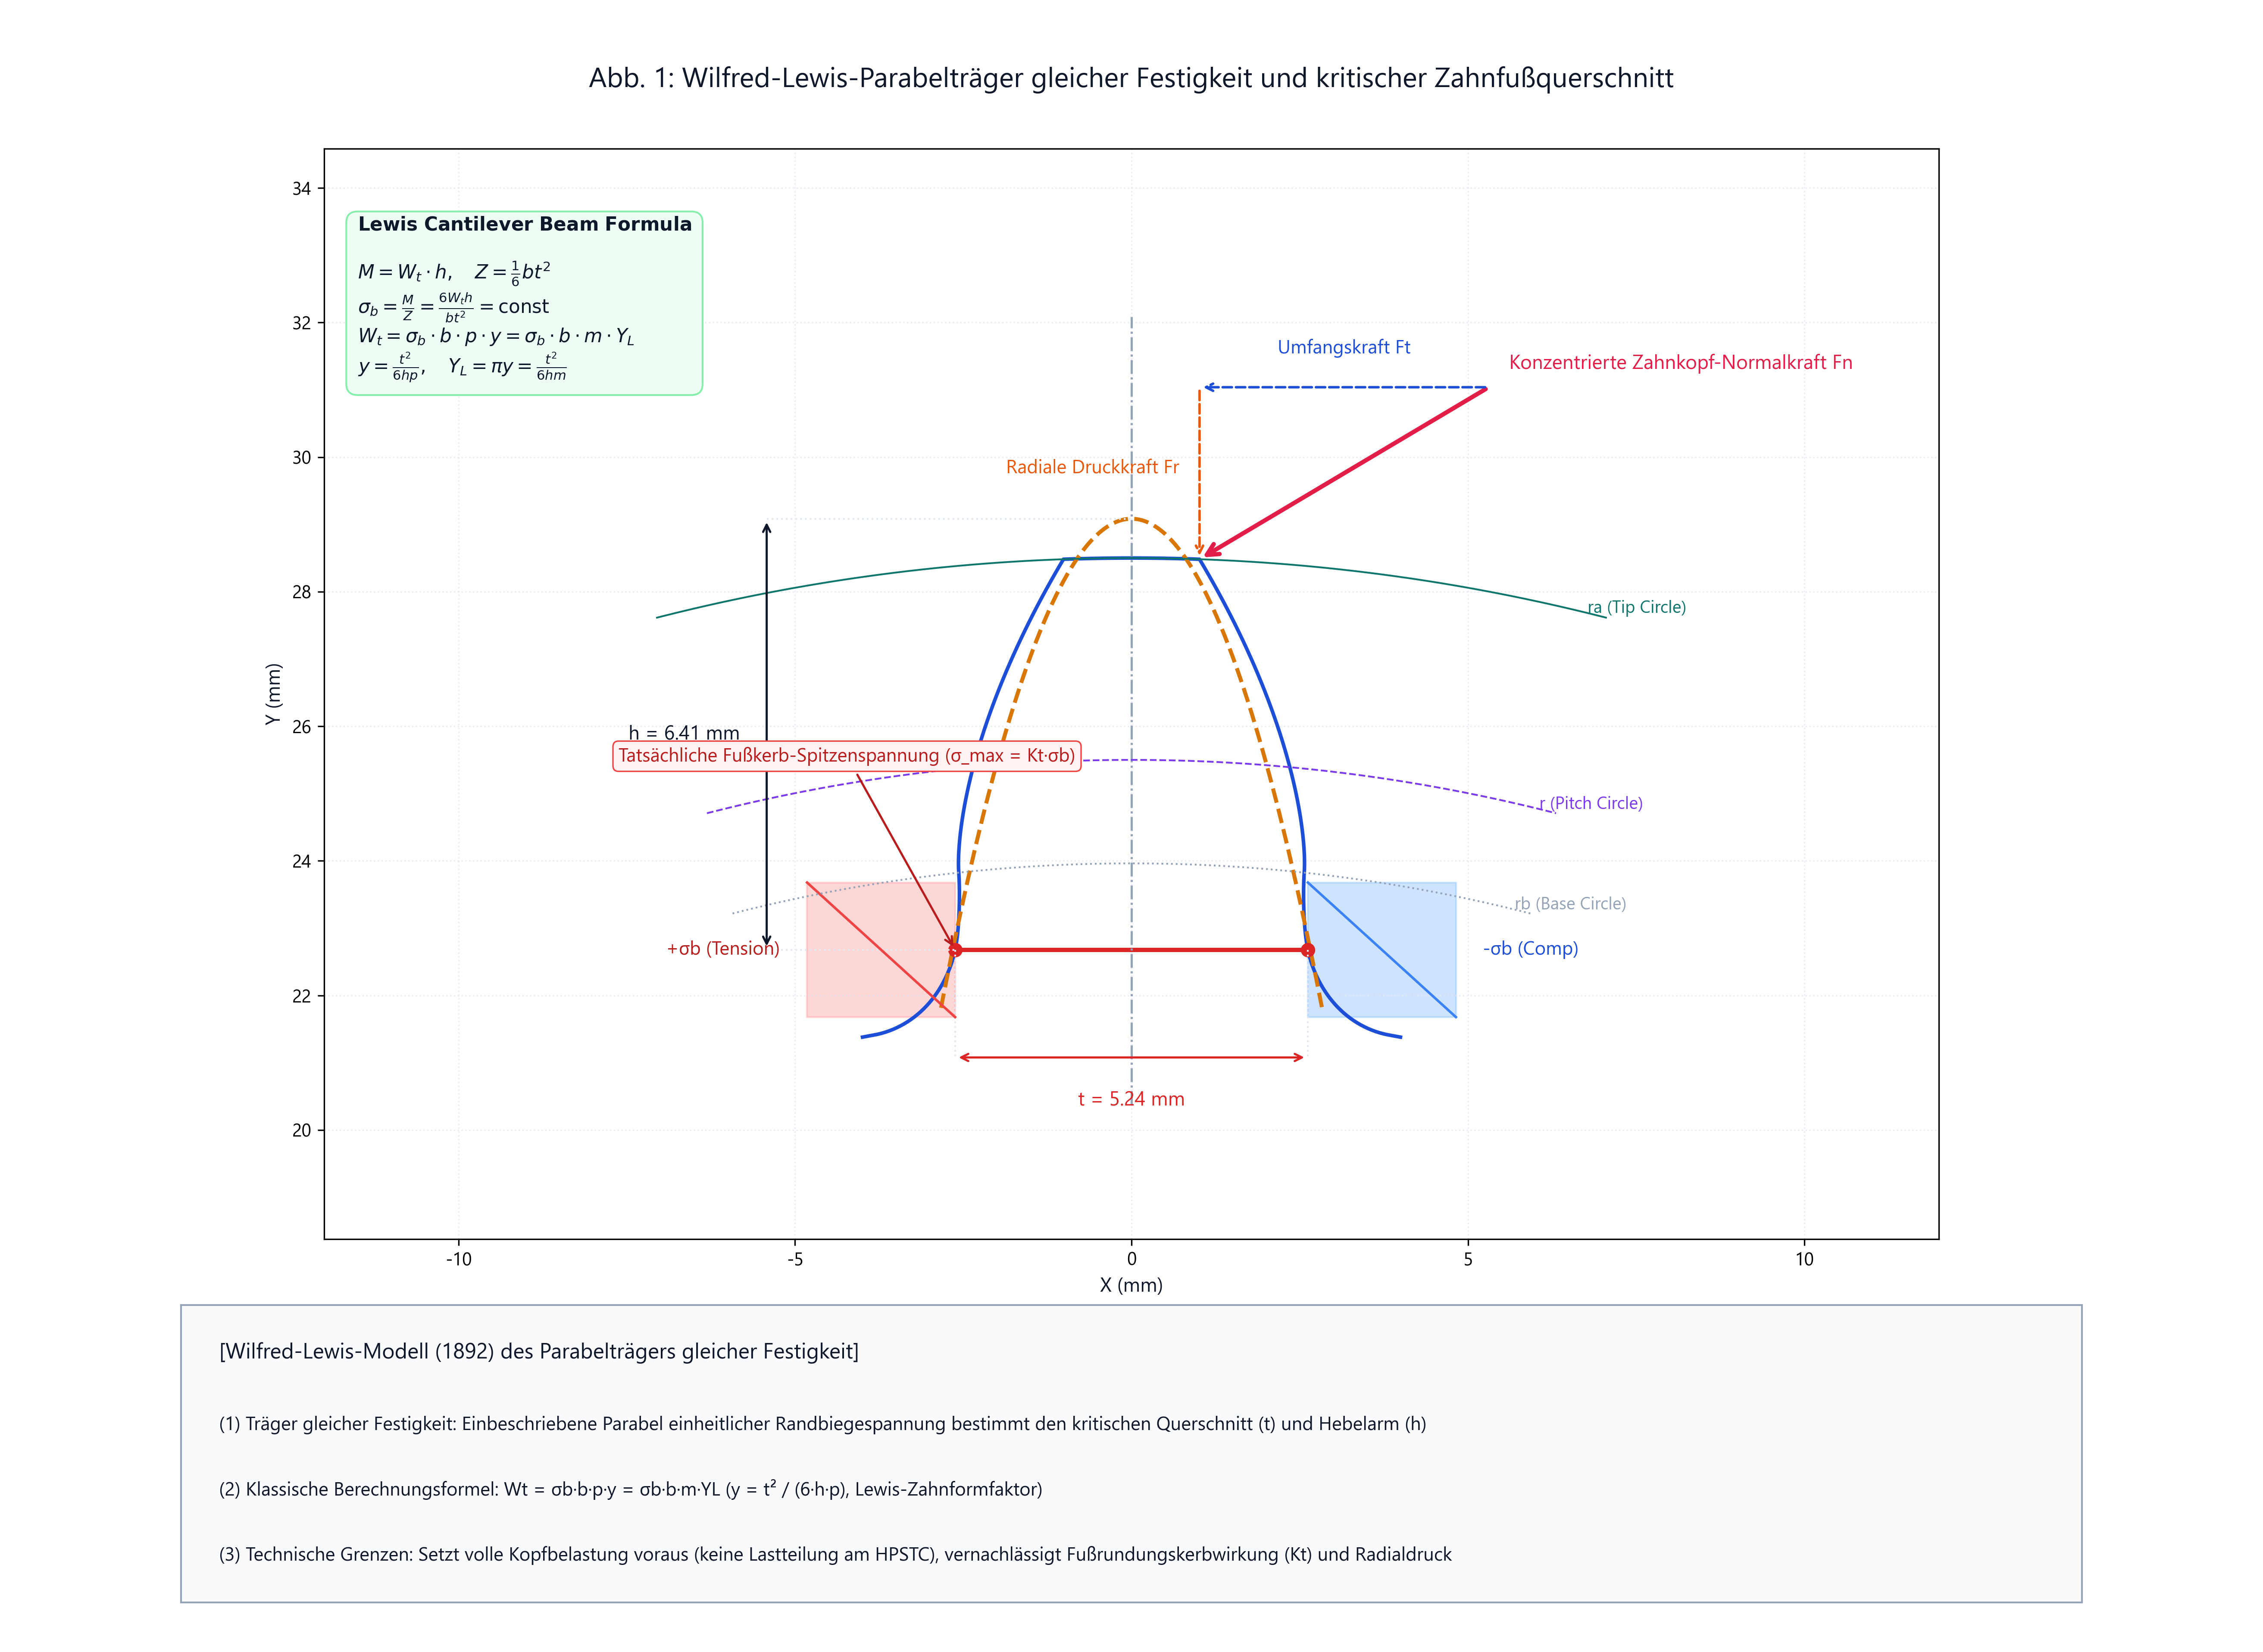 Abb. 1: Wilfred-Lewis-Parabelträger gleicher Festigkeit und kritischer Zahnfußquerschnitt
34
32
30
28
26
24
22
20
Y (mm)
Lewis Cantilever Beam Formula
M = W_t · h,   Z = \frac{1}{6}bt²
σ_b = \frac{M}{Z} = \frac{6W_t h}{bt²} = const
W_t = σ_b · b · p · y = σ_b · b · m · Y_L
y = \frac{t²}{6hp},   Y_L = πy = \frac{t²}{6hm}
Umfangskraft Ft
Konzentrierte Zahnkopf-Normalkraft Fn
Radiale Druckkraft Fr
ra (Tip Circle)
h = 6.41 mm
Tatsächliche Fußkerb-Spitzenspannung (σ_max = Kt·σb)
r (Pitch Circle)
rb (Base Circle)
+σb (Tension)
-σb (Comp)
t = 5.24 mm
-10
-5
0
5
10
X (mm)
[Wilfred-Lewis-Modell (1892) des Parabelträgers gleicher Festigkeit]
(1) Träger gleicher Festigkeit: Einbeschriebene Parabel einheitlicher Randbiegespannung bestimmt den kritischen Querschnitt (t) und Hebelarm (h)
(2) Klassische Berechnungsformel: Wt = σb·b·p·y = σb·b·m·YL (y = t² / (6·h·p), Lewis-Zahnformfaktor)
(3) Technische Grenzen: Setzt volle Kopfbelastung voraus (keine Lastteilung am HPSTC), vernachlässigt Fußrundungskerbwirkung (Kt) und Radialdruck